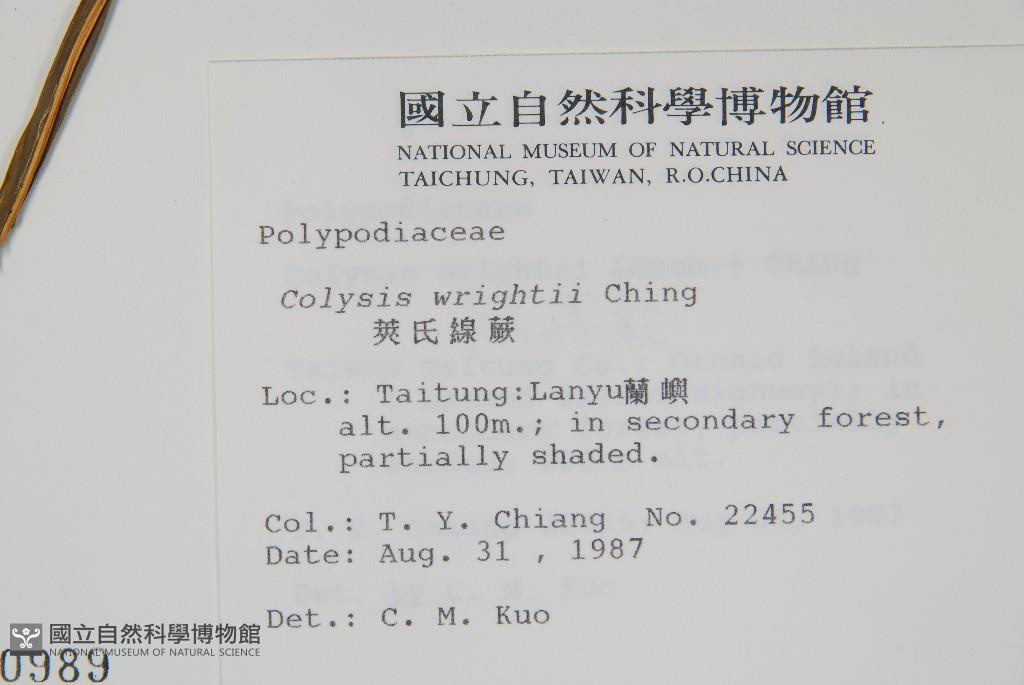 國立自然科學博物館
NATIONAL MUSEUM OF NATURAL SCIENCE
TAICHUNG, TAIWAN, R.O.CHINA
Polypodiaceae
Colysis wrightii Ching
萊氏線蕨
Loc.: Taitung:Lanyu蘭嶼
alt. 100m.; in secondary forest,
partially shaded.
Col.: T. Y. Chiang No. 22455
Date: Aug. 31 , 1987
Det.: C. M. Kuo
國立自然科學博物館
NATIONAL MUSEUM OF NATURAL SCIENCE
0989